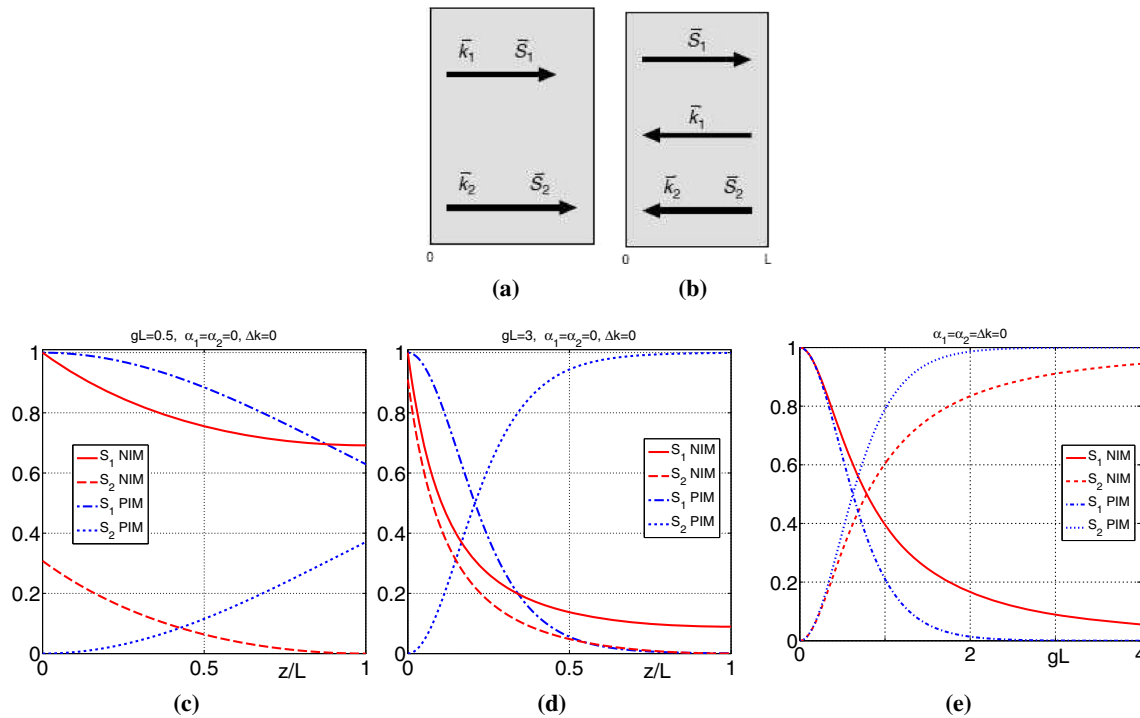 k̄₁ S̄₁
k̄₂ S̄₂
0
(a)
S̄₁
k̄₁
k̄₂ S̄₂
0 L
(b)
gL=0.5, α₁=α₂=0, Δk=0
1
0.8
0.6
0.4
0.2
0
0.5 1
z/L
S₁ NIM
S₂ NIM
S₁ PIM
S₂ PIM
(c)
gL=3, α₁=α₂=0, Δk=0
1
0.8
0.6
0.4
0.2
0
0 0.5 1
z/L
S₁ NIM
S₂ NIM
S₁ PIM
S₂ PIM
(d)
α₁=α₂=Δk=0
1
0.8
0.6
0.4
0.2
0
0 2 4
gL
S₁ NIM
S₂ NIM
S₁ PIM
S₂ PIM
(e)